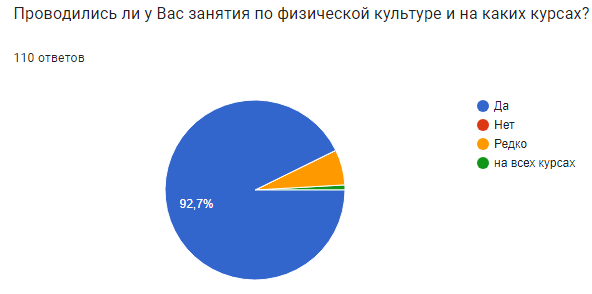 Проводились ли у Вас занятия по физической культуре и на каких курсах?
110 ответов
Да
Нет
Редко
на всех курсах
92,7%